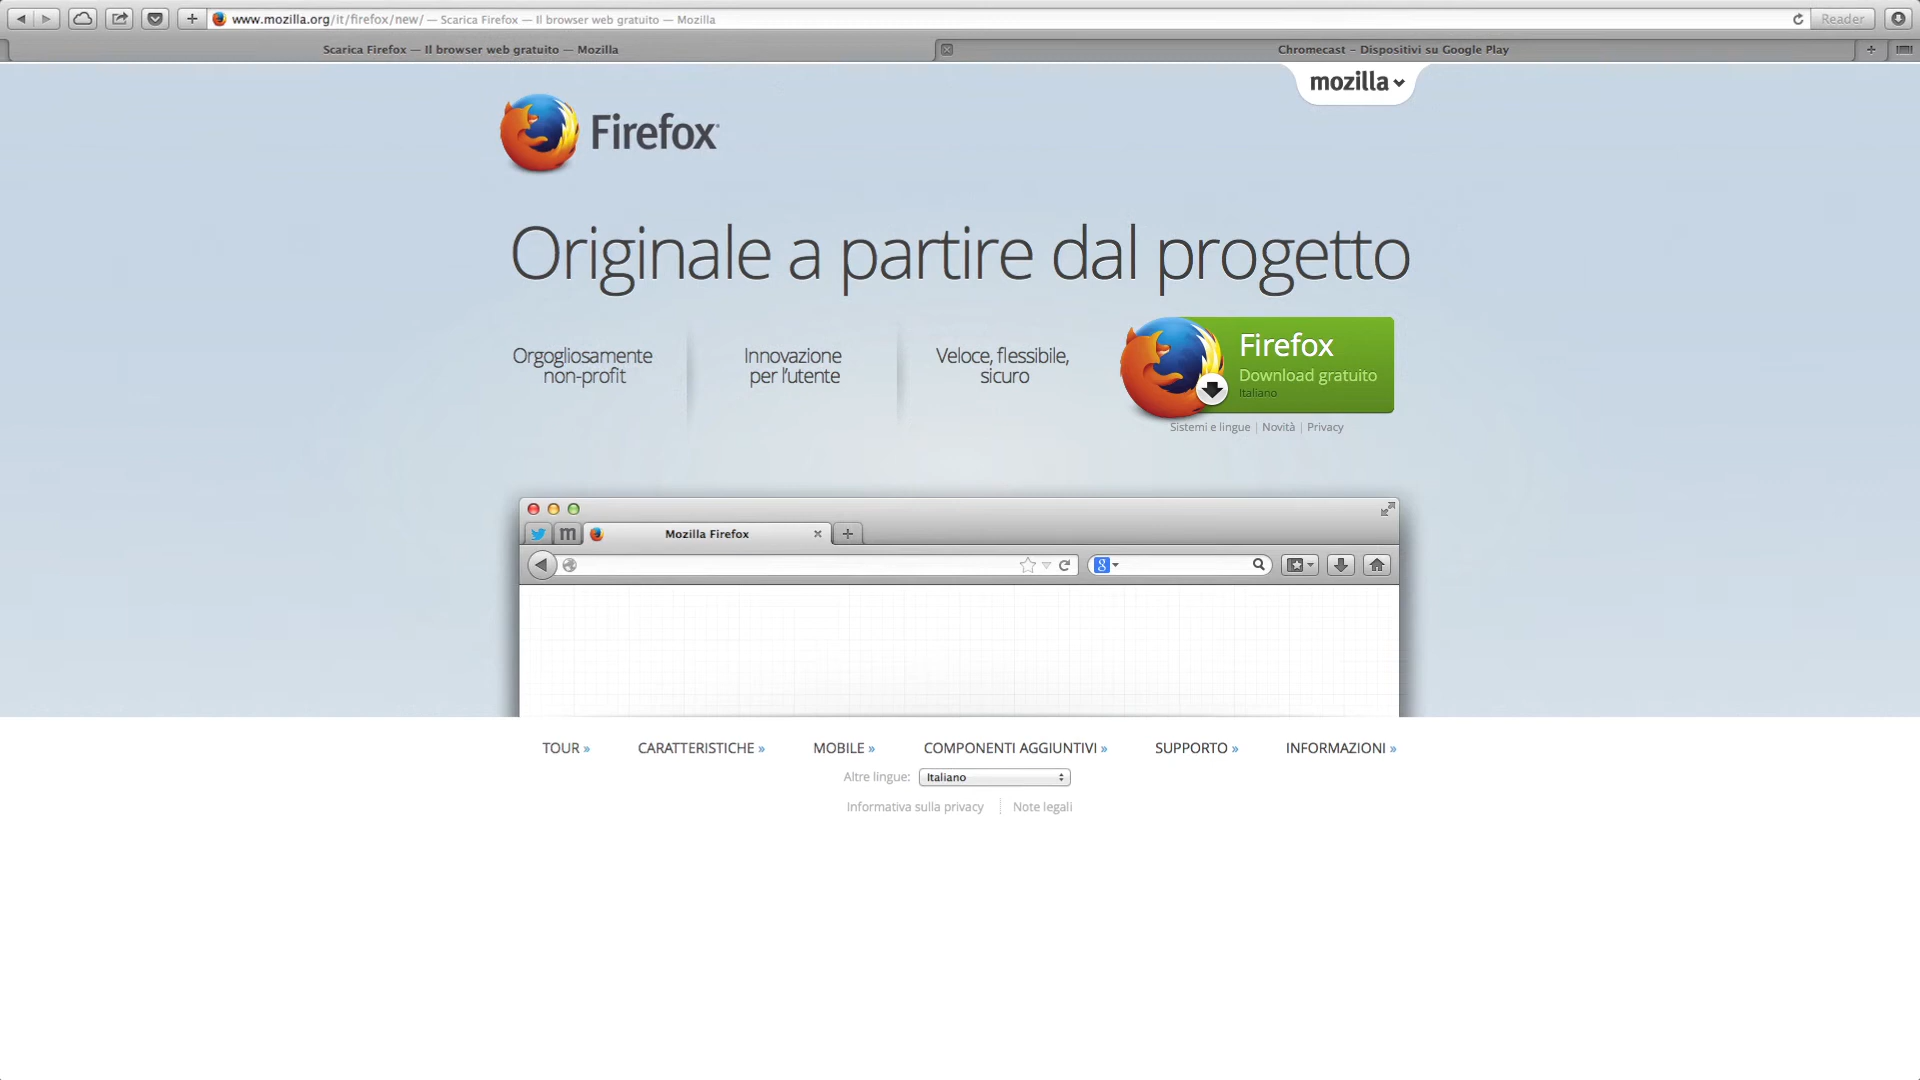 www.mozilla.org/it/firefox/new/ — Scarica Firefox — Il browser web gratuito — Mozilla
Reader
Scarica Firefox — Il browser web gratuito — Mozilla
Chromecast – Dispositivi su Google Play
mozilla
Firefox
Originale a partire dal progetto
Orgogliosamente
non-profit
Innovazione
per l'utente
Veloce, flessibile,
sicuro
Firefox
Download gratuito
Italiano
Sistemi e lingue | Novità | Privacy
m
Mozilla Firefox
8
TOUR » CARATTERISTICHE » MOBILE » COMPONENTI AGGIUNTIVI » SUPPORTO » INFORMAZIONI »
Altre lingue: Italiano
Informativa sulla privacy Note legali